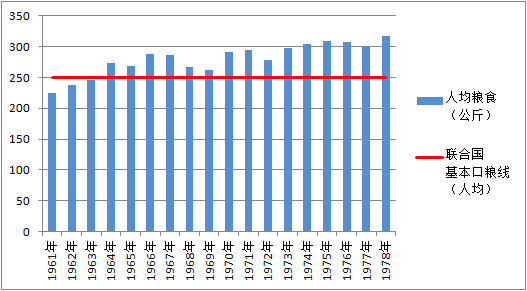 350
300
250
200
150
100
50
0
1961年
1962年
1963年
1964年
1965年
1966年
1967年
1968年
1969年
1970年
1971年
1972年
1973年
1974年
1975年
1976年
1977年
1978年
人均粮食
（公斤）
联合国
基本口粮线
（人均）